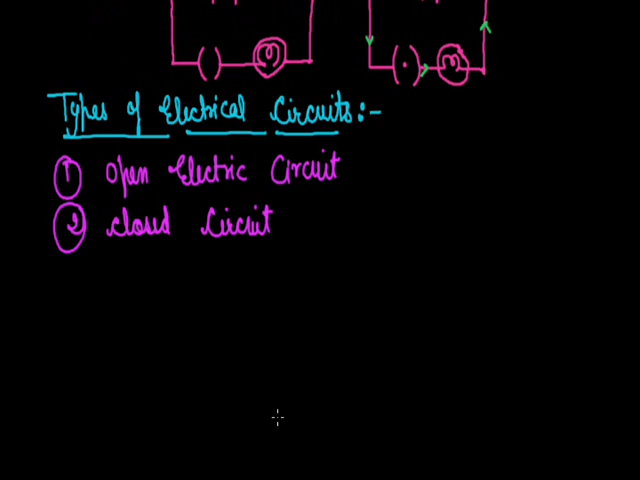 Types of Electrical Circuits:-
① Open Electric Circuit
② Closed Circuit